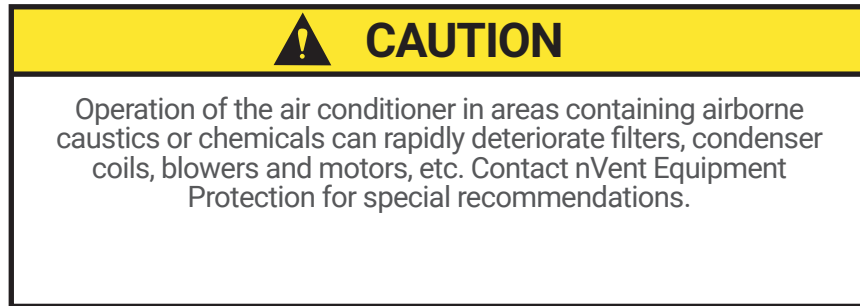 CAUTION
Operation of the air conditioner in areas containing airborne
caustics or chemicals can rapidly deteriorate filters, condenser
coils, blowers and motors, etc. Contact nVent Equipment
Protection for special recommendations.